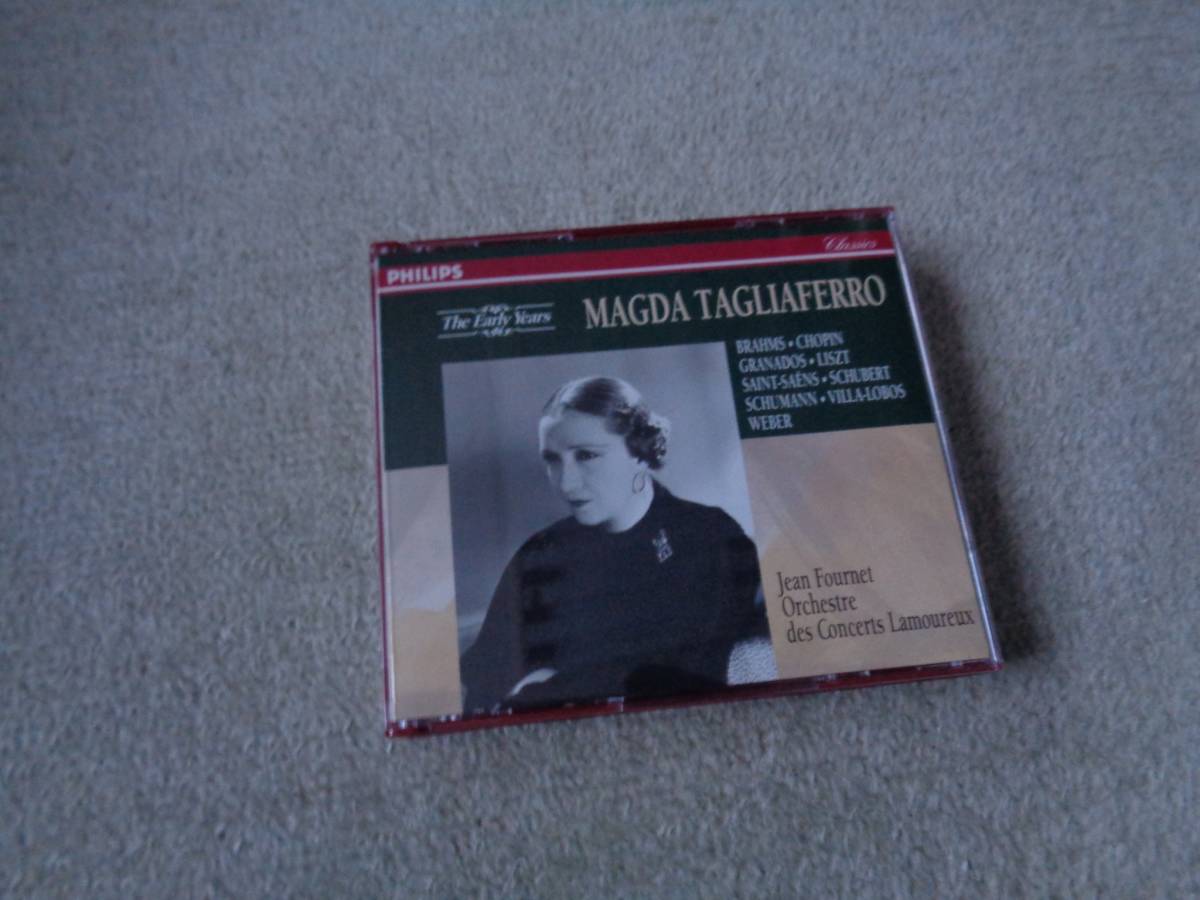 PHILIPS
Classics
The Early Years
MAGDA TAGLIAFERRO
BRAHMS • CHOPIN
GRANADOS • LISZT
SAINT-SAËNS • SCHUBERT
SCHUMANN • VILLA-LOBOS
WEBER
Jean Fournet
Orchestre
des Concerts Lamoureux